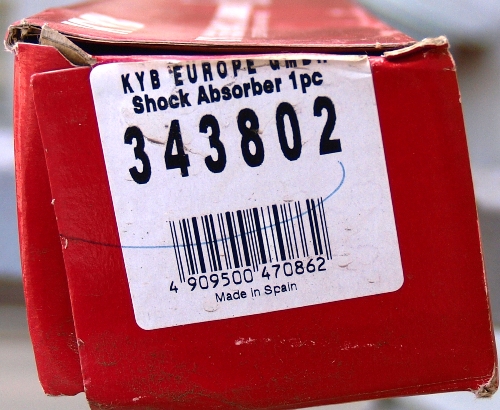 KYB EUROPE GMBH
Shock Absorber 1pc
343802
4 909500 470862
Made in Spain